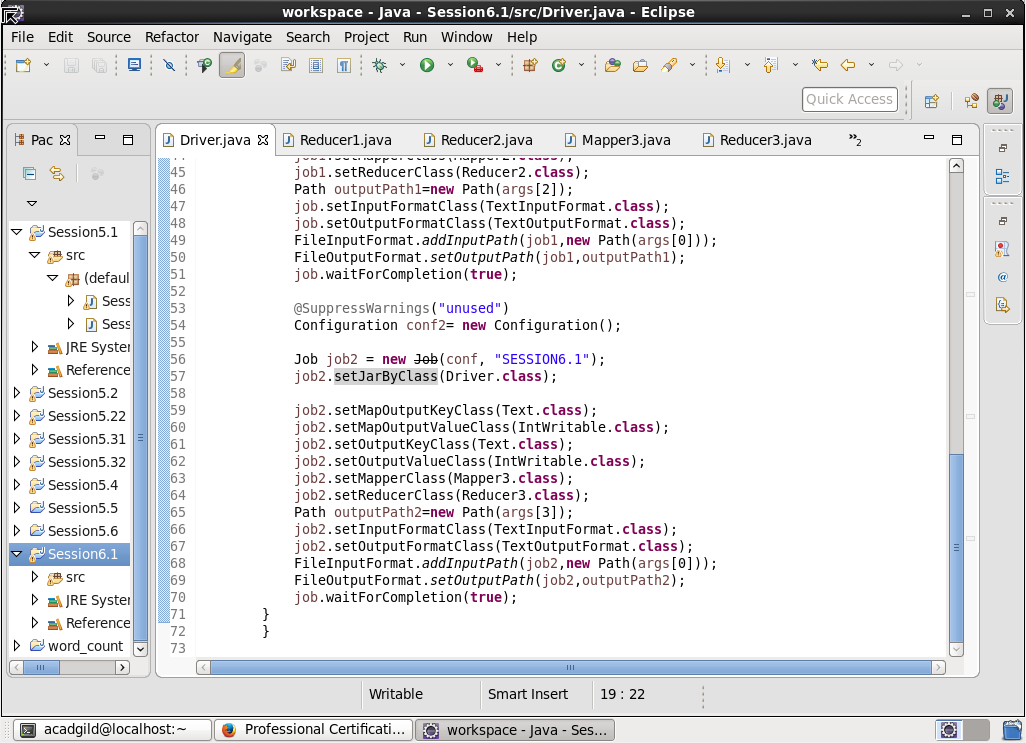 workspace - Java - Session6.1/src/Driver.java - Eclipse
File Edit Source Refactor Navigate Search Project Run Window Help
Quick Access
Pac
Driver.java Reducer1.java Reducer2.java Mapper3.java Reducer3.java »2
44 job1.setMapperClass(Mapper2.class);
45 job1.setReducerClass(Reducer2.class);
46 Path outputPath1=new Path(args[2]);
47 job.setInputFormatClass(TextInputFormat.class);
48 job.setOutputFormatClass(TextOutputFormat.class);
49 FileInputFormat.addInputPath(job1,new Path(args[0]));
50 FileOutputFormat.setOutputPath(job1,outputPath1);
51 job.waitForCompletion(true);
52
53 @SuppressWarnings("unused")
54 Configuration conf2= new Configuration();
55
56 Job job2 = new Job(conf, "SESSION6.1");
57 job2.setJarByClass(Driver.class);
58
59 job2.setMapOutputKeyClass(Text.class);
60 job2.setMapOutputValueClass(IntWritable.class);
61 job2.setOutputKeyClass(Text.class);
62 job2.setOutputValueClass(IntWritable.class);
63 job2.setMapperClass(Mapper3.class);
64 job2.setReducerClass(Reducer3.class);
65 Path outputPath2=new Path(args[3]);
66 job2.setInputFormatClass(TextInputFormat.class);
67 job2.setOutputFormatClass(TextOutputFormat.class);
68 FileInputFormat.addInputPath(job2,new Path(args[0]));
69 FileOutputFormat.setOutputPath(job2,outputPath2);
70 job.waitForCompletion(true);
71 }
72 }
73
Session5.1
src
(defaul
Sess
Sess
JRE Syster
Reference
Session5.2
Session5.22
Session5.31
Session5.32
Session5.4
Session5.5
Session5.6
Session6.1
src
JRE Syster
Reference
word_count
Writable Smart Insert 19 : 22
acadgild@localhost:~ Professional Certificati... workspace - Java - Ses...